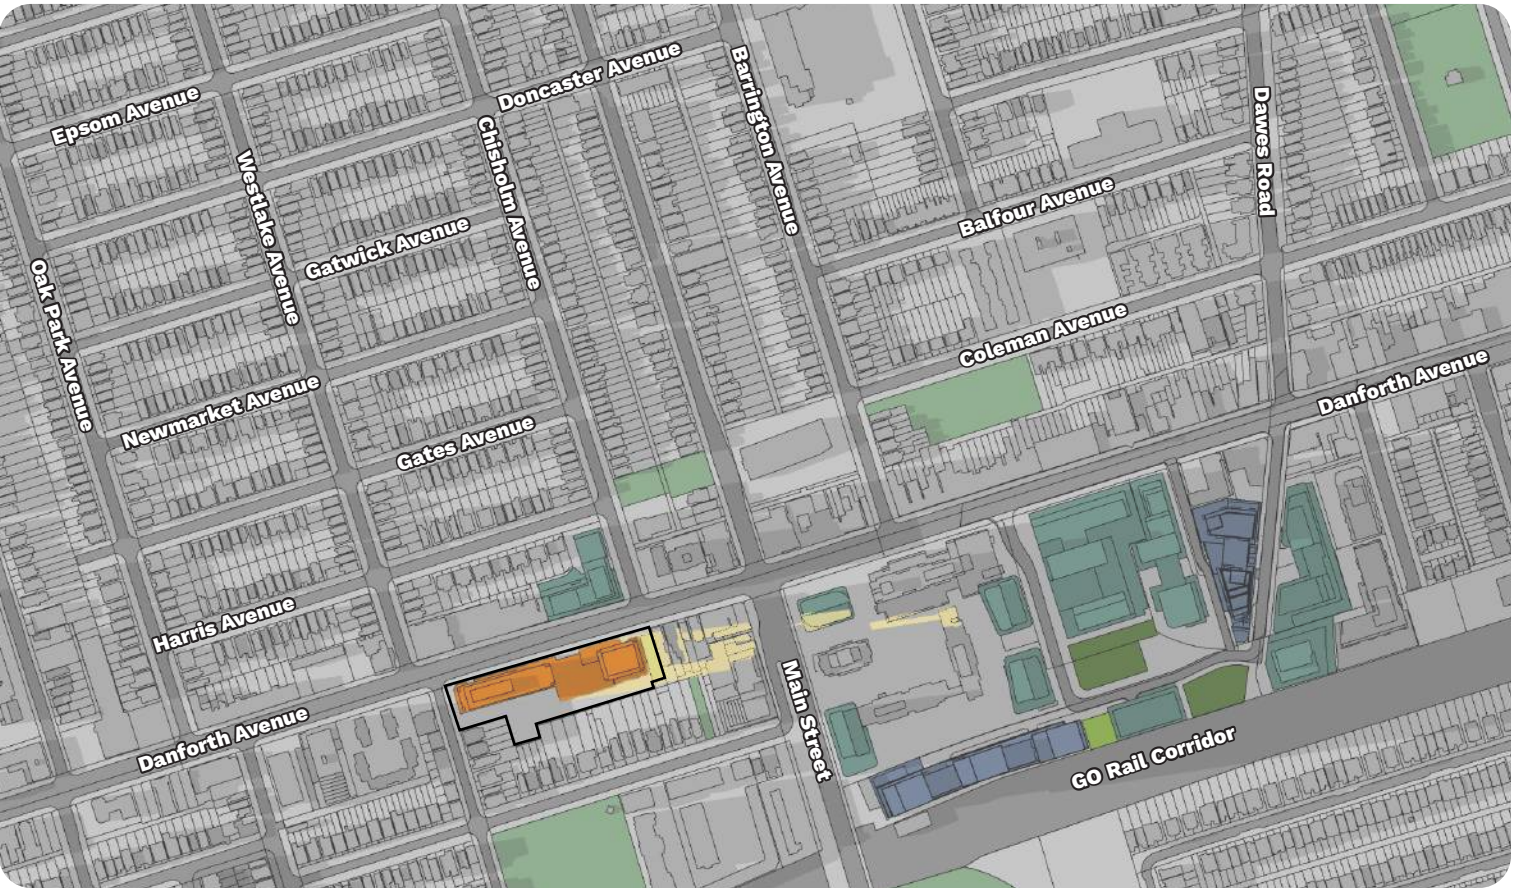 Doncaster Avenue
Epsom Avenue
Barrington Avenue
Dawes Road
Chisholm Avenue
Westlake Avenue
Balfour Avenue
Gatwick Avenue
Oak Park Avenue
Coleman Avenue
Danforth Avenue
Newmarket Avenue
Gates Avenue
Harris Avenue
Main Street
Danforth Avenue
GO Rail Corridor